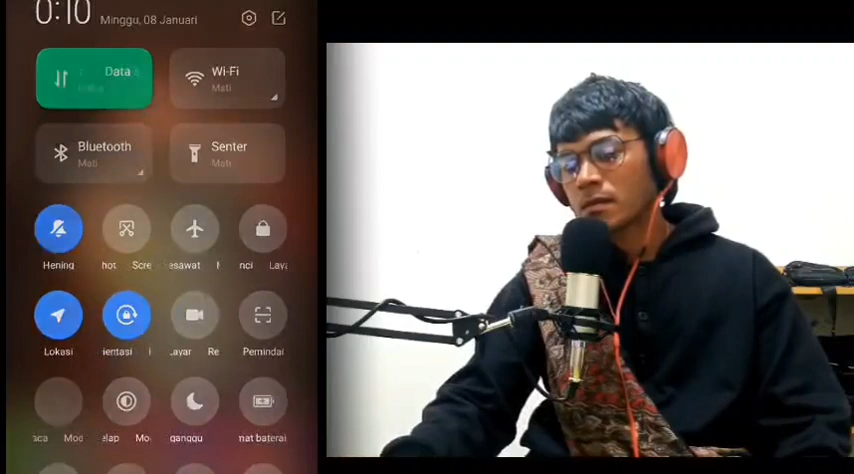 0:10 Minggu, 08 Januari
Data
Wi-Fi
Mati
Bluetooth
Mati
Senter
Mati
Hening
hot Scre
esawat
nci Laya
Lokasi
ientasi
Layar Re
Pemindai
aca Mod
elap Mo
ganggu
mat baterai